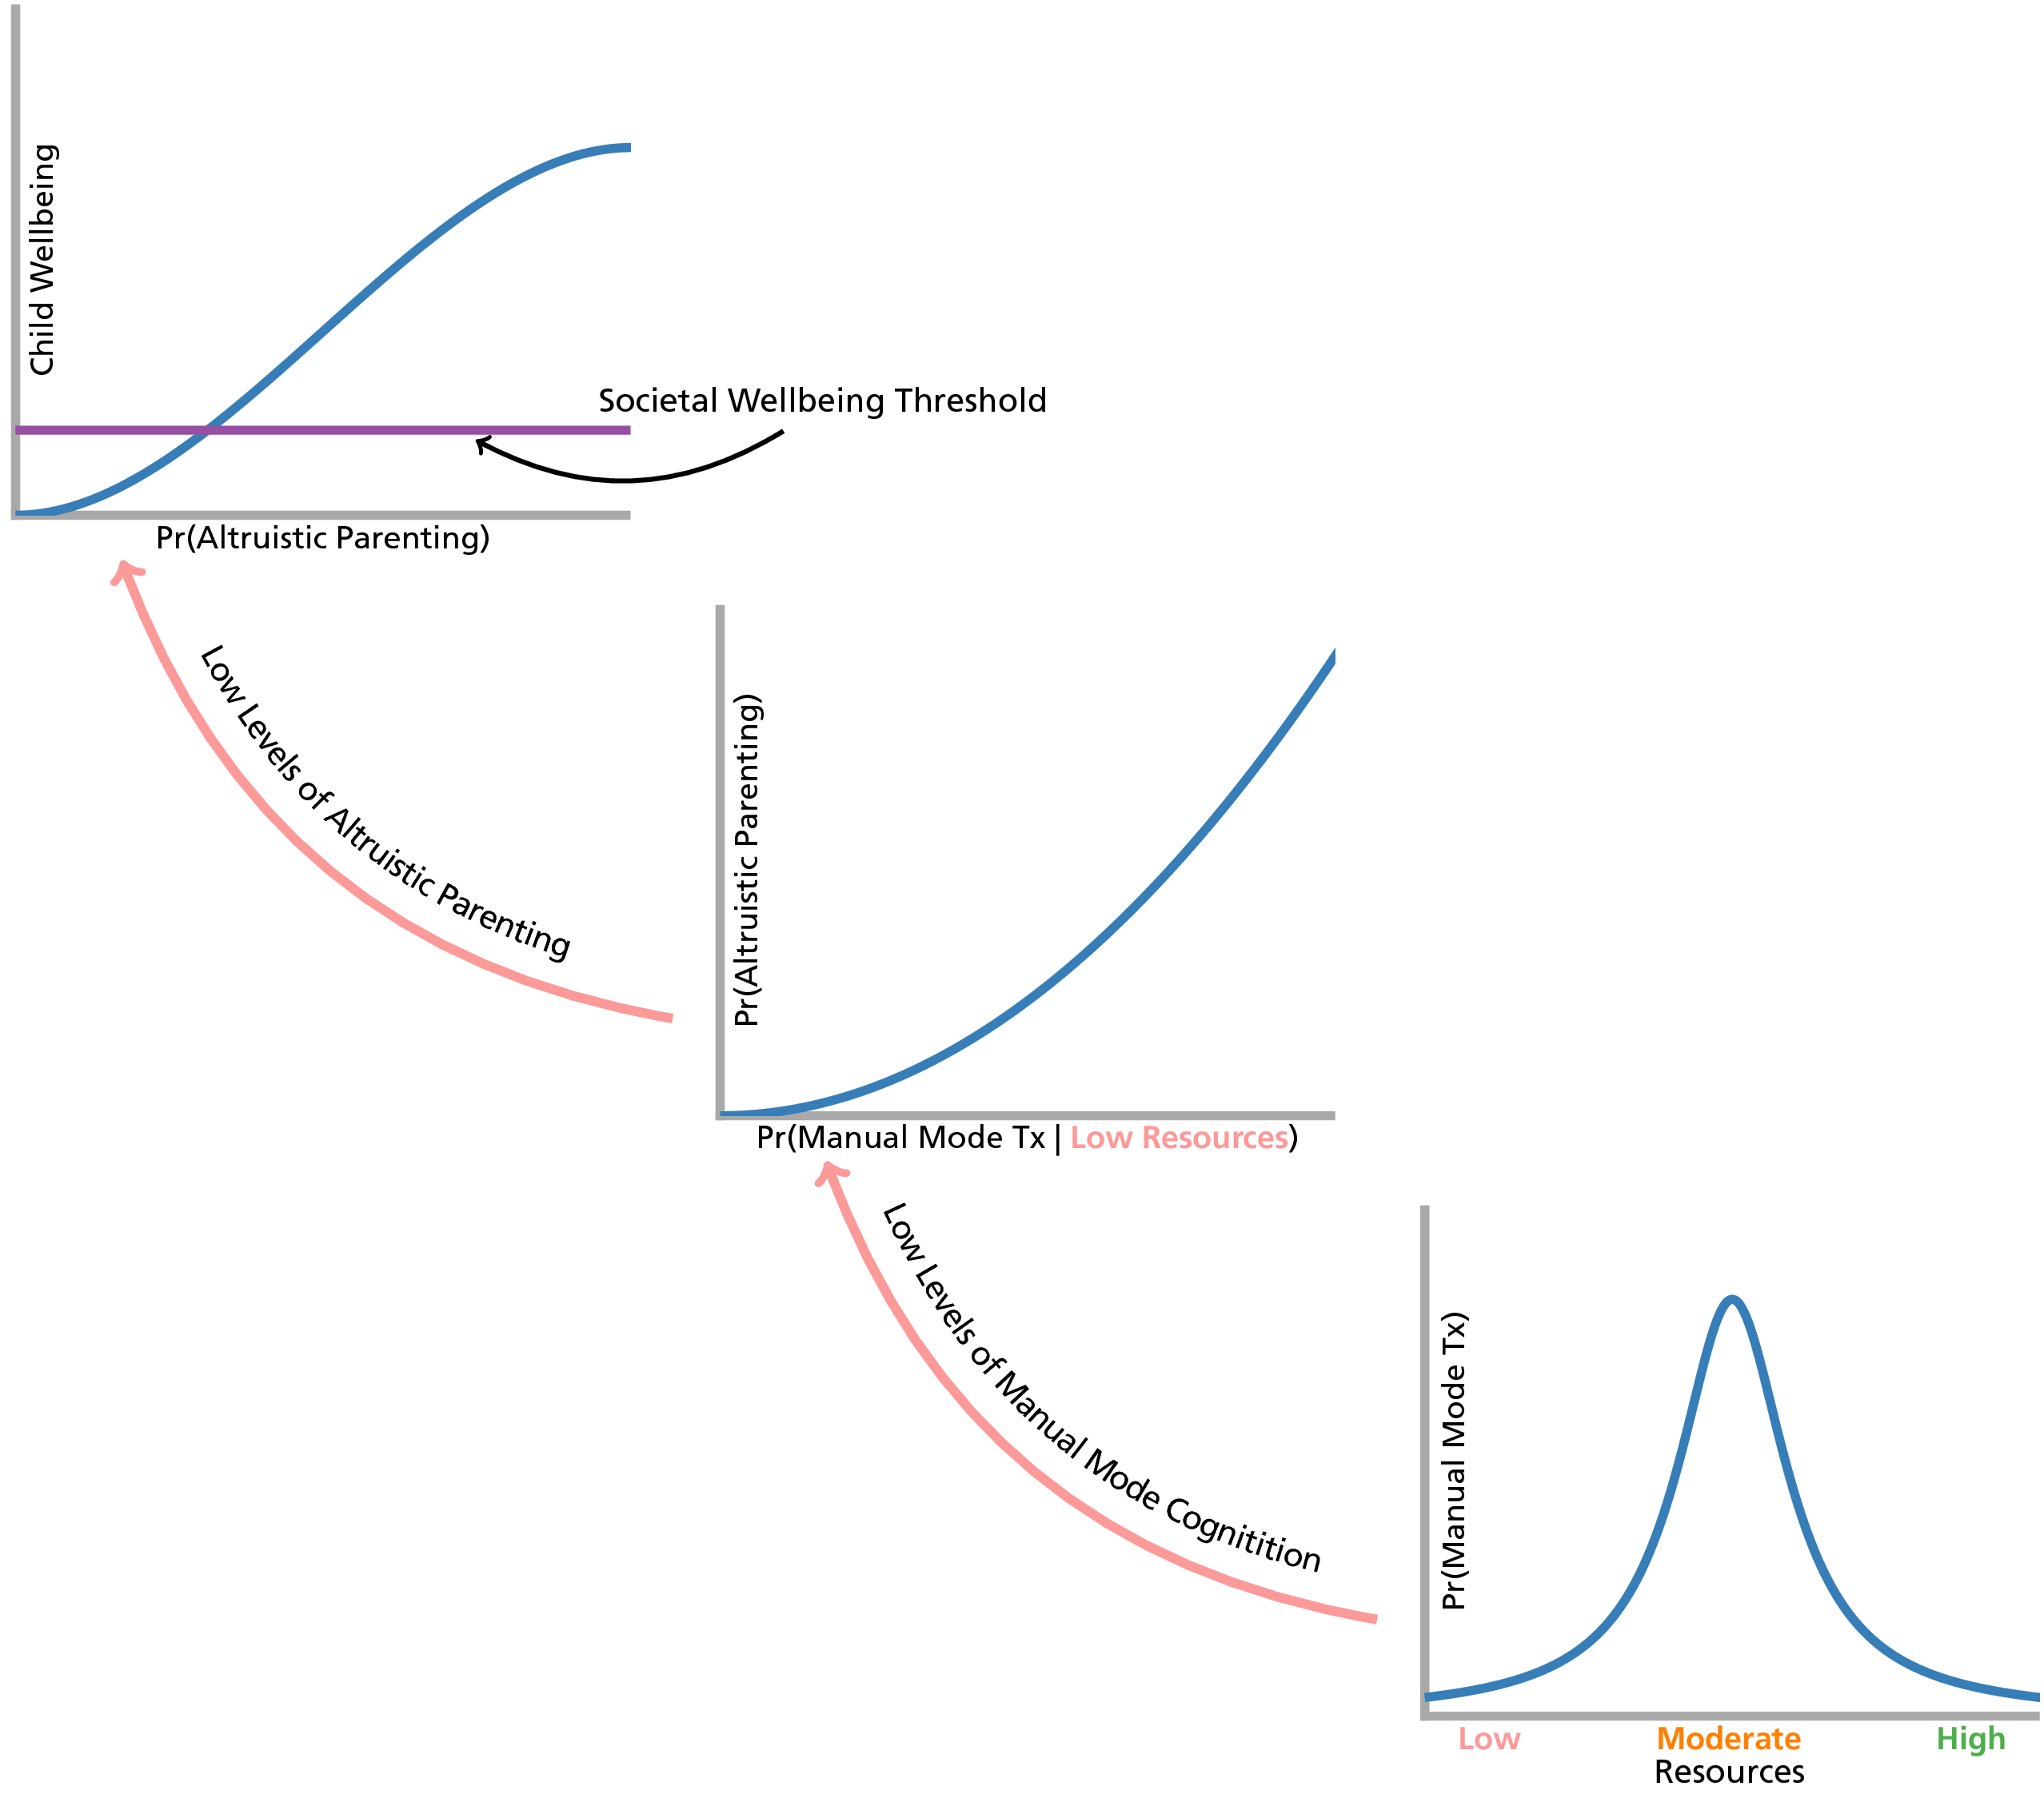 Child Wellbeing
Societal Wellbeing Threshold
Pr(Altruistic Parenting)
Low Levels of Altruistic Parenting
Pr(Altruistic Parenting)
Pr(Manual Mode Tx | Low Resources)
Low Levels of Manual Mode Cognitition
Pr(Manual Mode Tx)
Low Moderate High
Resources